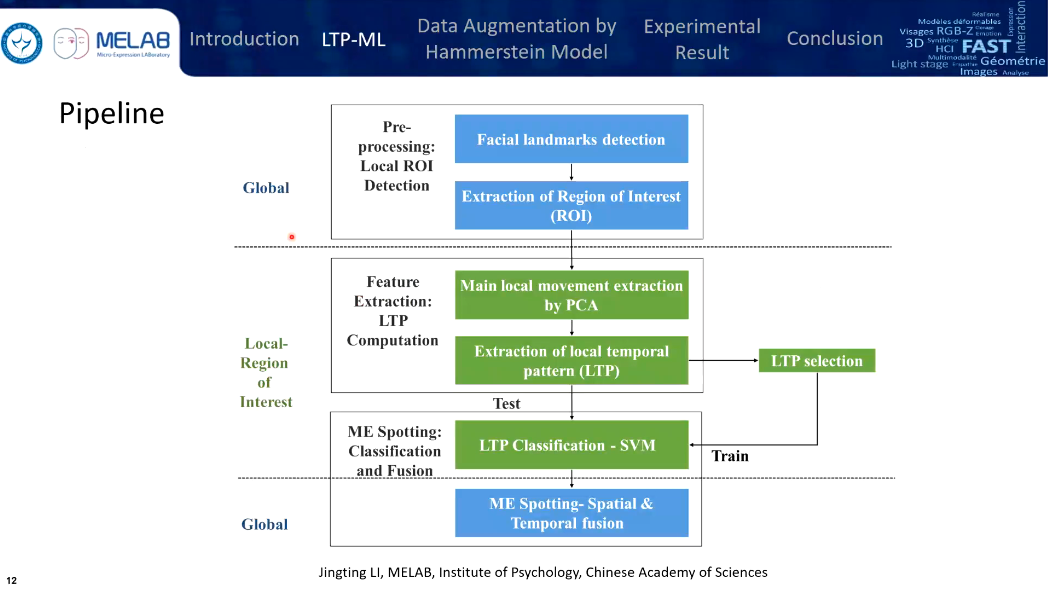 MELAB
Micro-Expression LABoratory
Introduction
LTP-ML
Data Augmentation by
Hammerstein Model
Experimental
Result
Conclusion
Réalisme
Modèles déformables
Visages RGB-Z
Emotion
Expression
Interaction
3D
Synthèse
HCI
FAST
Multimodalité
Géométrie
Light stage
Empathie
Images
Analyse
Pipeline
Pre-
processing:
Local ROI
Detection
Facial landmarks detection
Extraction of Region of Interest
(ROI)
Global
Feature
Extraction:
LTP
Computation
Main local movement extraction
by PCA
Extraction of local temporal
pattern (LTP)
LTP selection
Local-
Region
of
Interest
Test
ME Spotting:
Classification
and Fusion
LTP Classification - SVM
Train
ME Spotting- Spatial &
Temporal fusion
Global
Jingting LI, MELAB, Institute of Psychology, Chinese Academy of Sciences
12